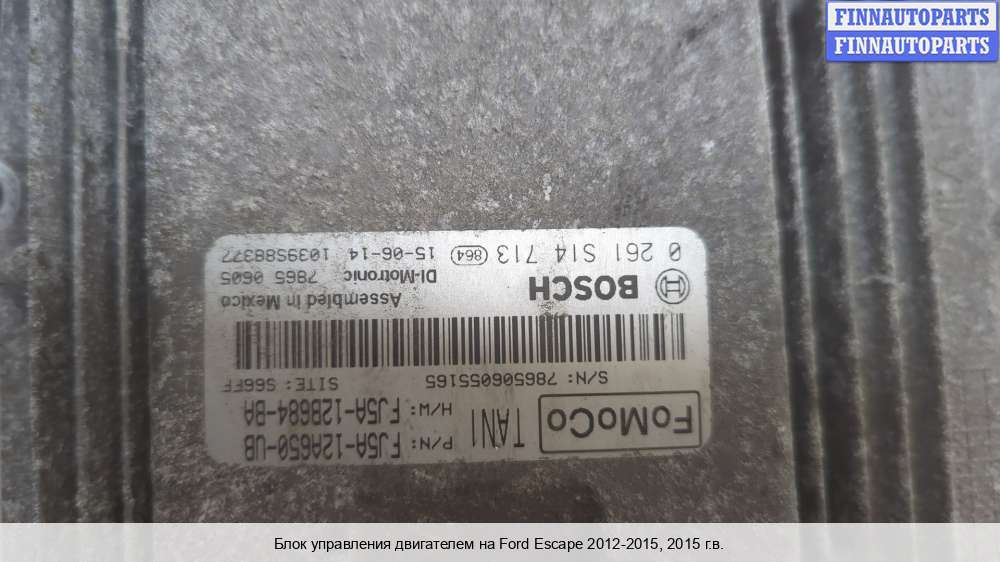 FINNAUTOPARTS
FINNAUTOPARTS
FoMoCo
TAN1
P/N: FJ5A-12A650-UB
H/W: FJ5A-12B684-BA
S/N: 786506055165
SITE: S66FF
BOSCH
Assembled in Mexico
DI-Motronic 7865 0605
0 261 S14 713 864 15-06-14 1039S88377
Блок управления двигателем на Ford Escape 2012-2015, 2015 г.в.